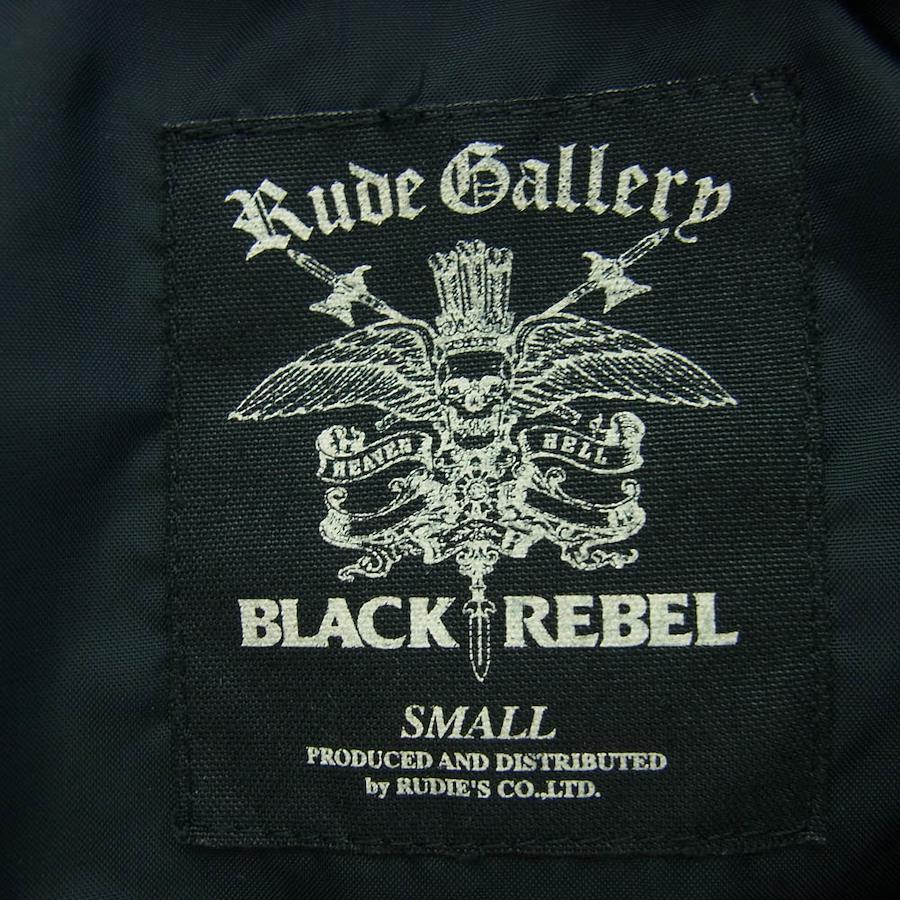 Rude Gallery
HEAVEN HELL
BLACK REBEL
SMALL
PRODUCED AND DISTRIBUTED
by RUDIE'S CO.,LTD.